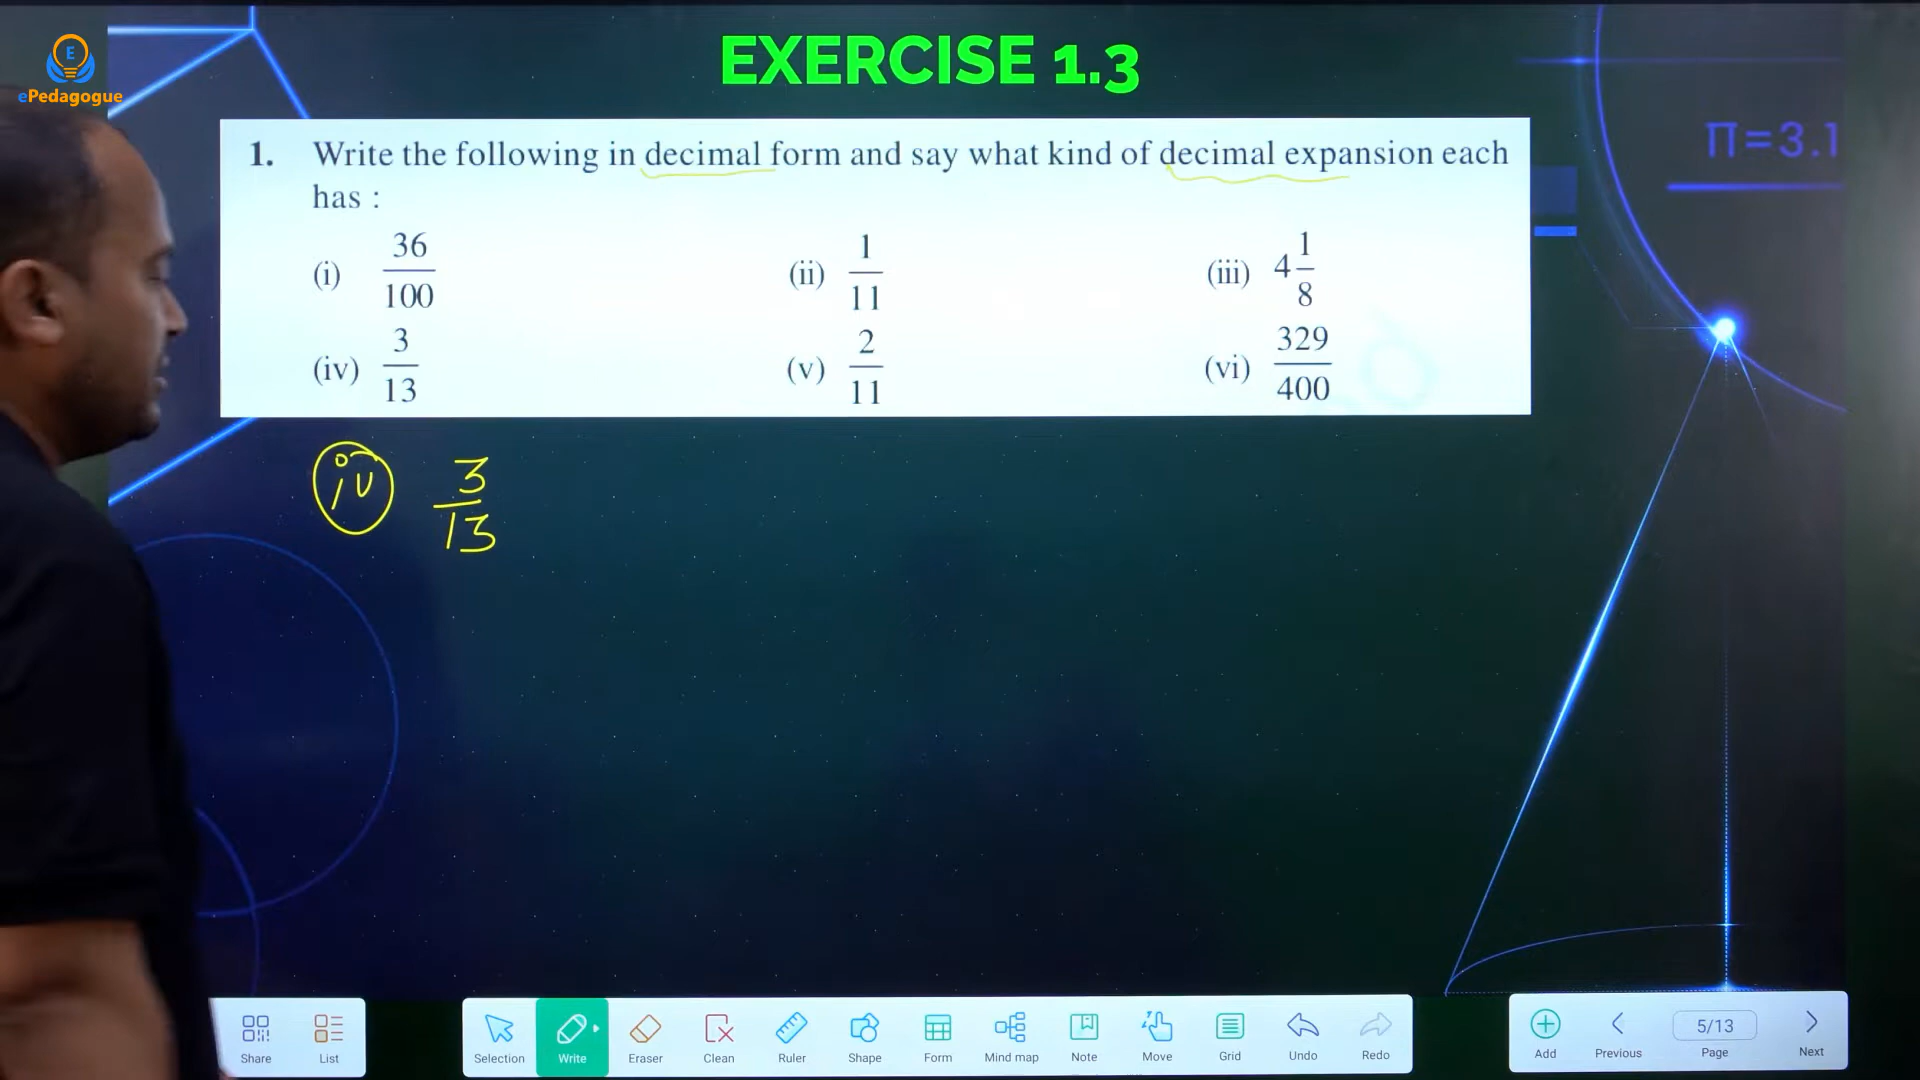 E
ePedagogue
EXERCISE 1.3
Π=3.1
1. Write the following in decimal form and say what kind of decimal expansion each
has :
(i) 36/100 (ii) 1/11 (iii) 4 1/8
(iv) 3/13 (v) 2/11 (vi) 329/400
iv 3/13
Share List Selection Write Eraser Clean Ruler Shape Form Mind map Note Move Grid Undo Redo Add Previous 5/13 Page Next